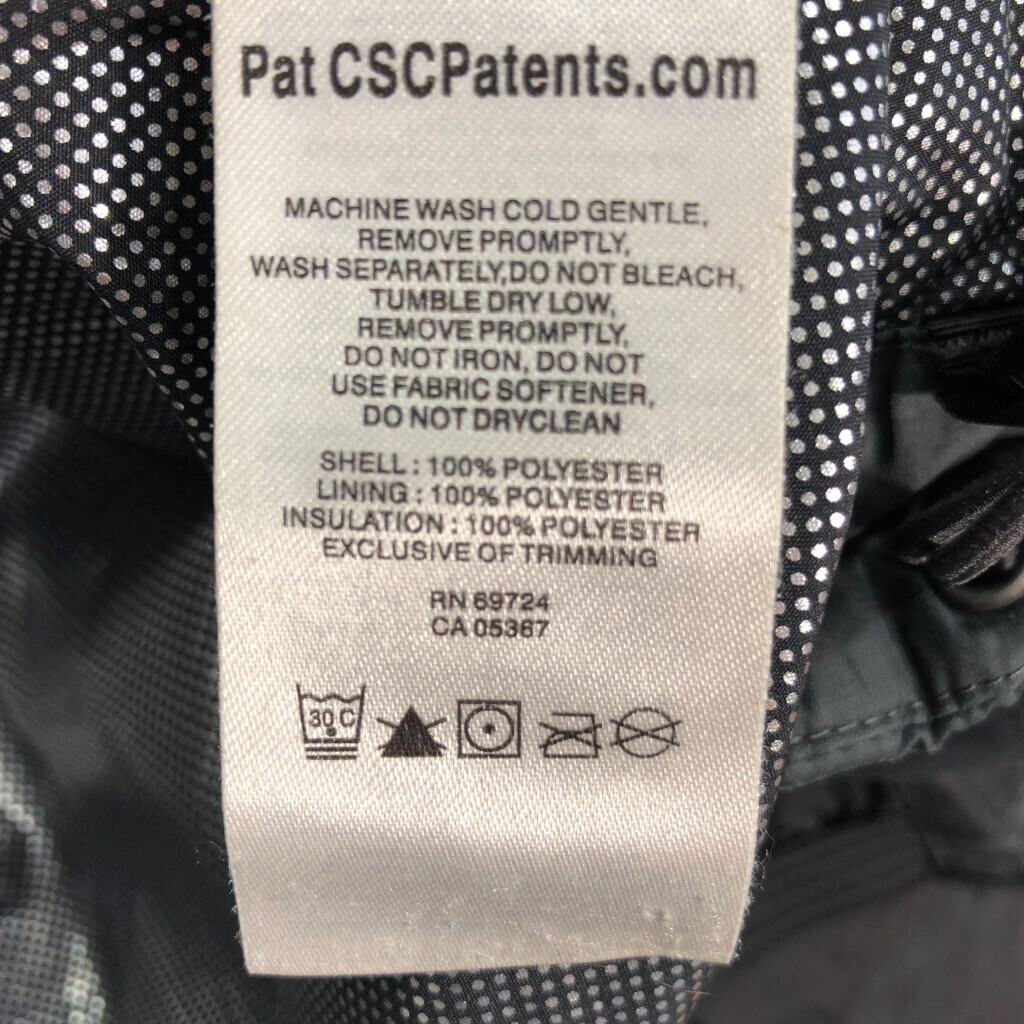 Pat CSCPatents.com
MACHINE WASH COLD GENTLE,
REMOVE PROMPTLY,
WASH SEPARATELY,DO NOT BLEACH,
TUMBLE DRY LOW,
REMOVE PROMPTLY,
DO NOT IRON, DO NOT
USE FABRIC SOFTENER,
DO NOT DRYCLEAN
SHELL : 100% POLYESTER
LINING : 100% POLYESTER
INSULATION : 100% POLYESTER
EXCLUSIVE OF TRIMMING
RN 69724
CA 05367
30 C